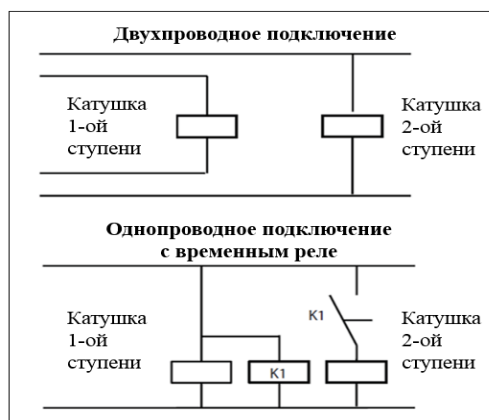 Двухпроводное подключение
Катушка
1-ой
ступени
Катушка
2-ой
ступени
Однопроводное подключение
с временным реле
Катушка
1-ой
ступени
K1
K1
Катушка
2-ой
ступени